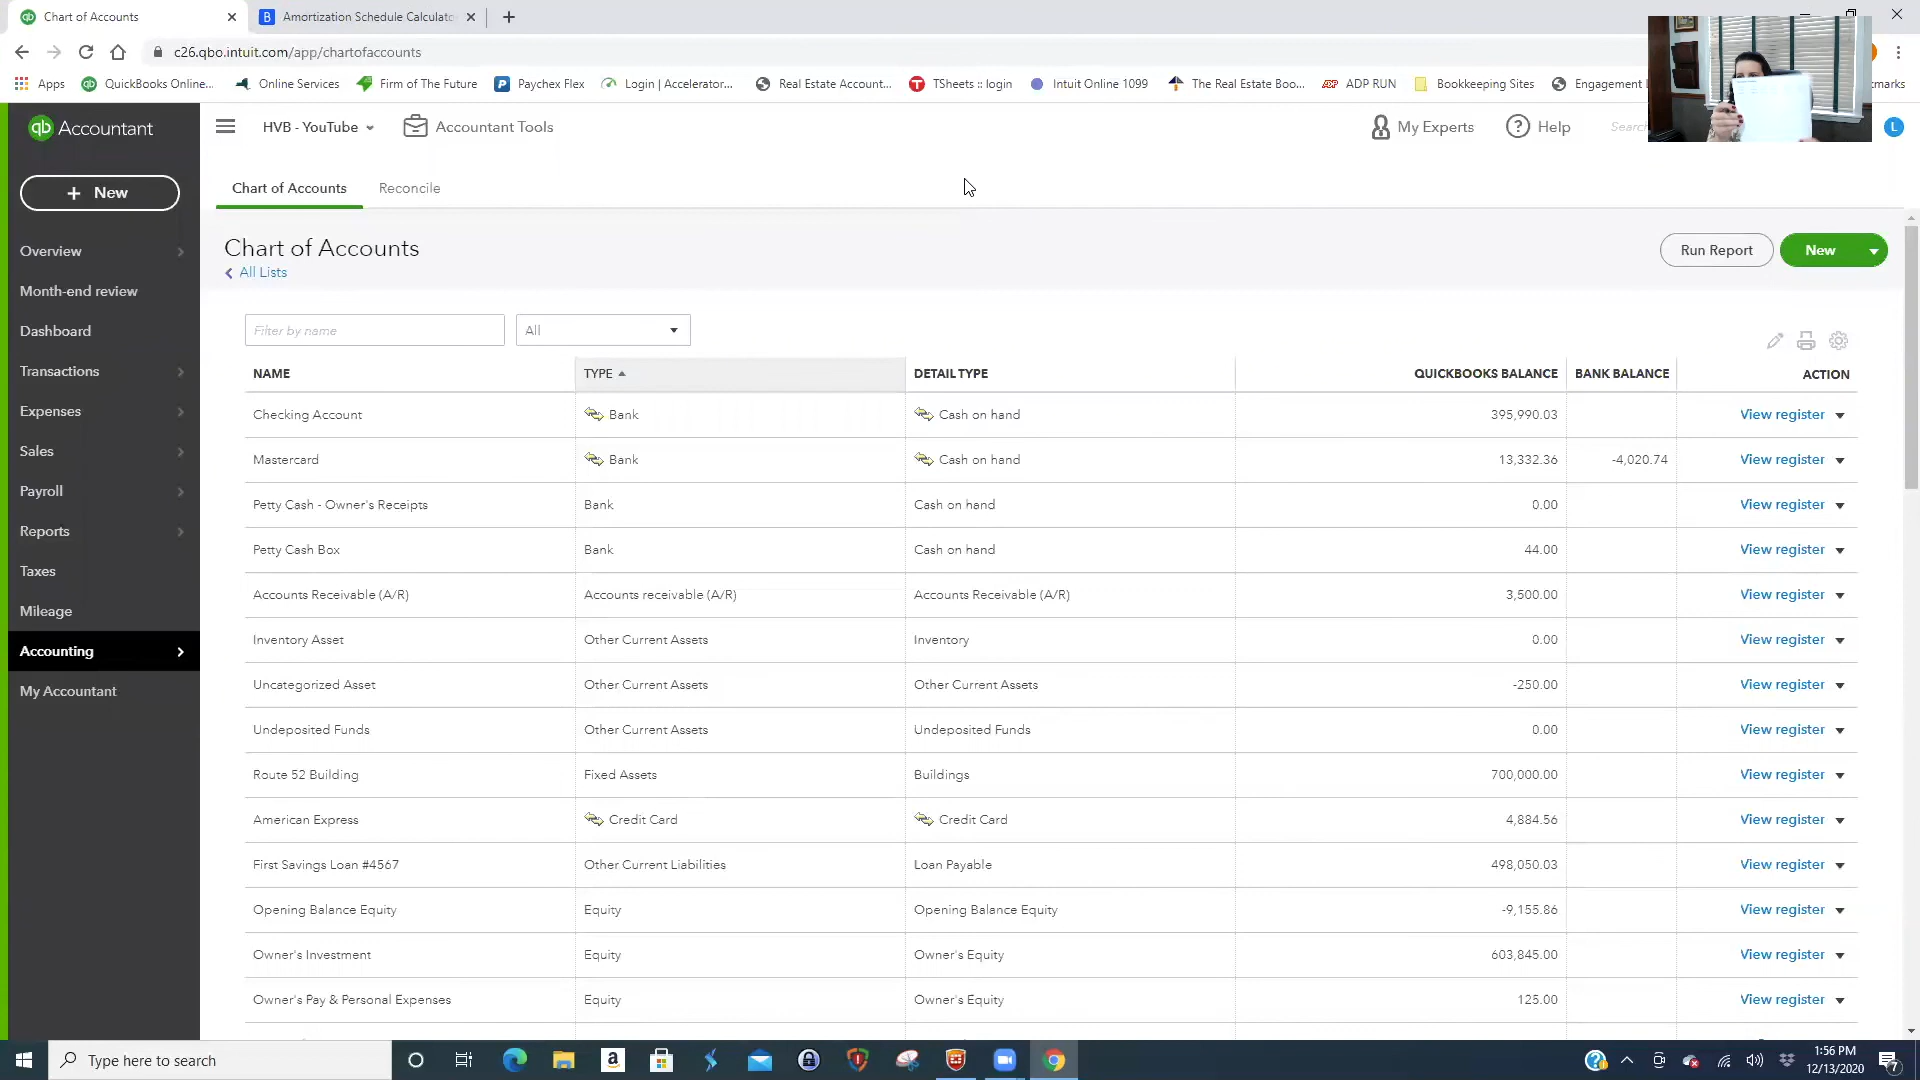 Chart of Accounts
Amortization Schedule Calculato
c26.qbo.intuit.com/app/chartofaccounts
Apps QuickBooks Online... Online Services Firm of The Future Paychex Flex Login | Accelerator... Real Estate Account... TSheets :: login Intuit Online 1099 The Real Estate Boo... ADP RUN Bookkeeping Sites Engagement marks
qb Accountant
HVB - YouTube Accountant Tools My Experts Help Searc L
+ New
Chart of Accounts Reconcile
Overview
Month-end review
Dashboard
Transactions
Expenses
Sales
Payroll
Reports
Taxes
Mileage
Accounting
My Accountant
Chart of Accounts
All Lists
Run Report New
Filter by name All
NAME TYPE DETAIL TYPE QUICKBOOKS BALANCE BANK BALANCE ACTION
Checking Account Bank Cash on hand 395,990.03 View register
Mastercard Bank Cash on hand 13,332.36 -4,020.74 View register
Petty Cash - Owner's Receipts Bank Cash on hand 0.00 View register
Petty Cash Box Bank Cash on hand 44.00 View register
Accounts Receivable (A/R) Accounts receivable (A/R) Accounts Receivable (A/R) 3,500.00 View register
Inventory Asset Other Current Assets Inventory 0.00 View register
Uncategorized Asset Other Current Assets Other Current Assets -250.00 View register
Undeposited Funds Other Current Assets Undeposited Funds 0.00 View register
Route 52 Building Fixed Assets Buildings 700,000.00 View register
American Express Credit Card Credit Card 4,884.56 View register
First Savings Loan #4567 Other Current Liabilities Loan Payable 498,050.03 View register
Opening Balance Equity Equity Opening Balance Equity -9,155.86 View register
Owner's Investment Equity Owner's Equity 603,845.00 View register
Owner's Pay & Personal Expenses Equity Owner's Equity 125.00 View register
Type here to search
1:56 PM
12/13/2020
7